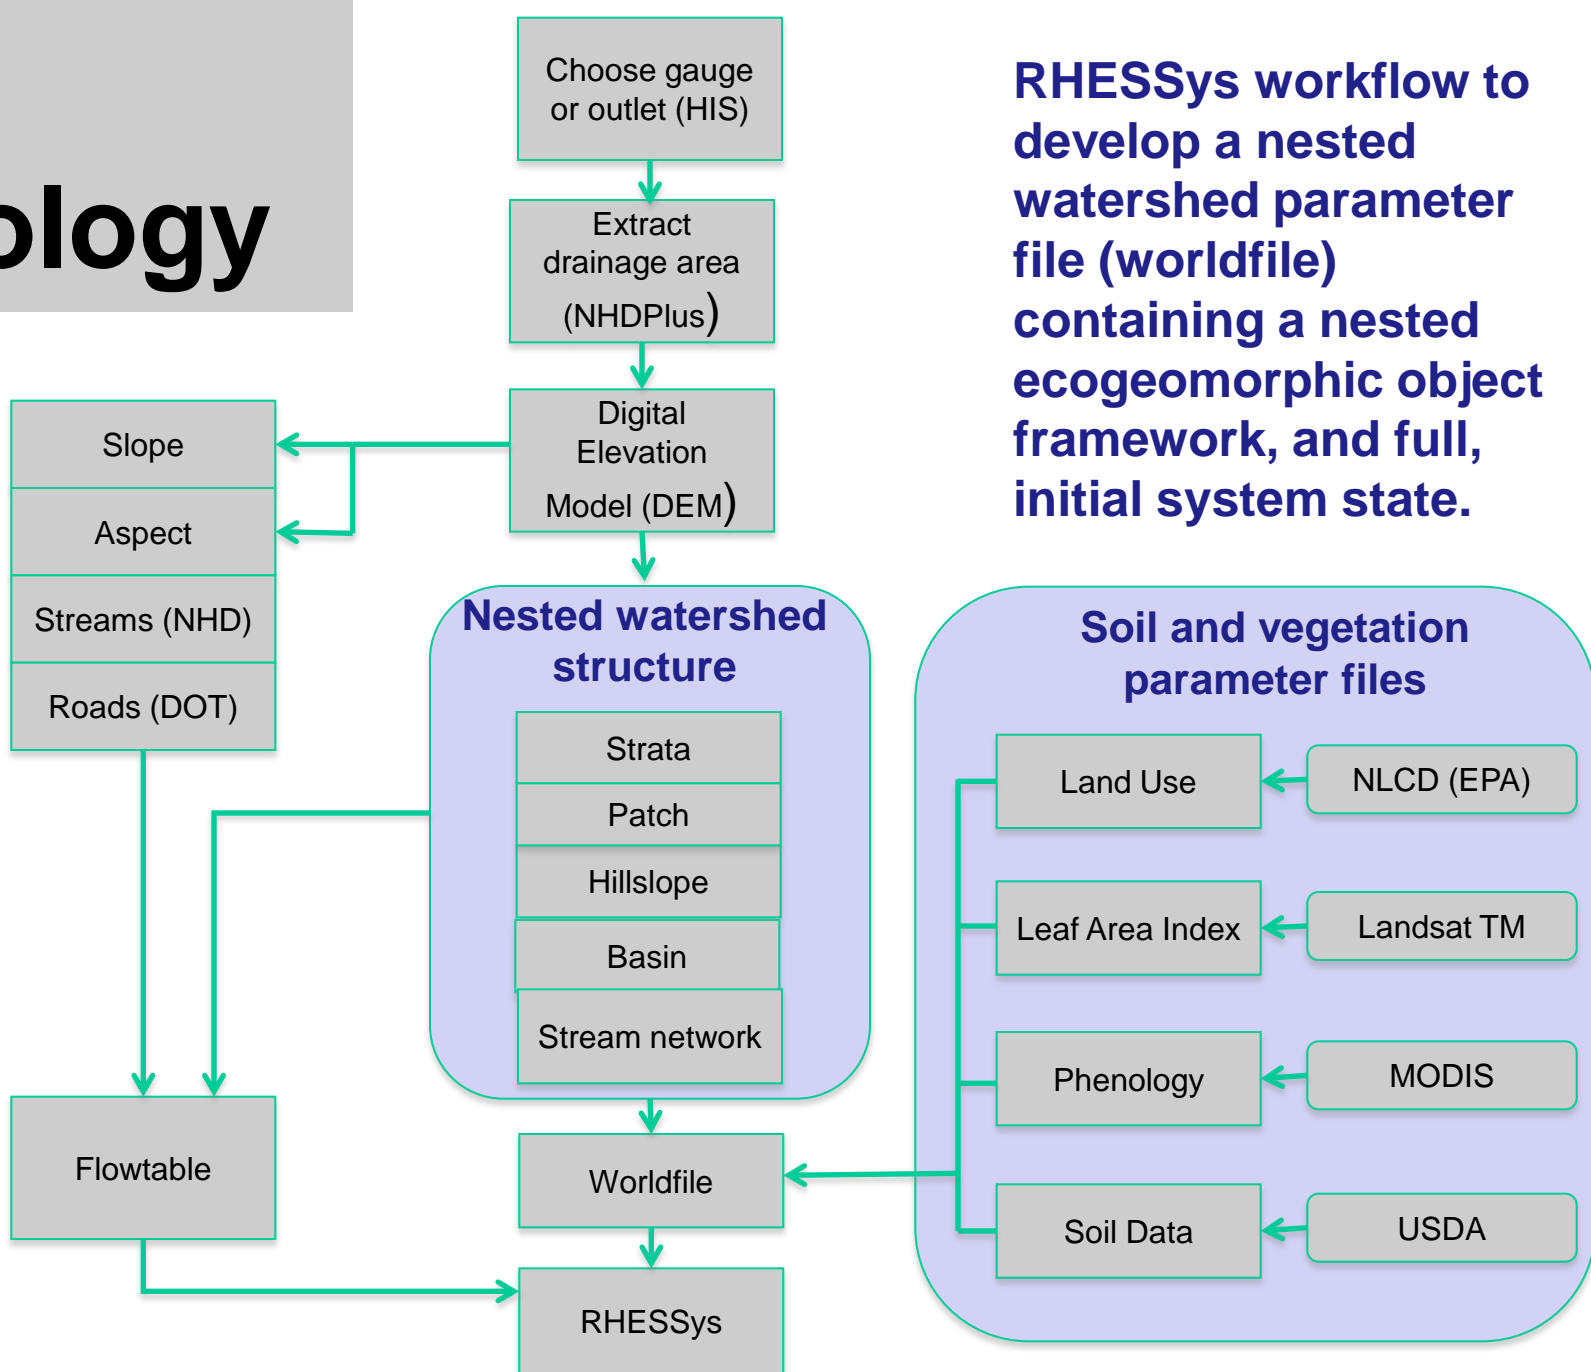 ology
Choose gauge
or outlet (HIS)
RHESSys workflow to
develop a nested
watershed parameter
file (worldfile)
containing a nested
ecogeomorphic object
framework, and full,
initial system state.
Extract
drainage area
(NHDPlus)
Digital
Elevation
Model (DEM)
Slope
Aspect
Streams (NHD)
Roads (DOT)
Nested watershed
structure
Strata
Patch
Hillslope
Basin
Stream network
Soil and vegetation
parameter files
Land Use
NLCD (EPA)
Leaf Area Index
Landsat TM
Phenology
MODIS
Soil Data
USDA
Flowtable
Worldfile
RHESSys